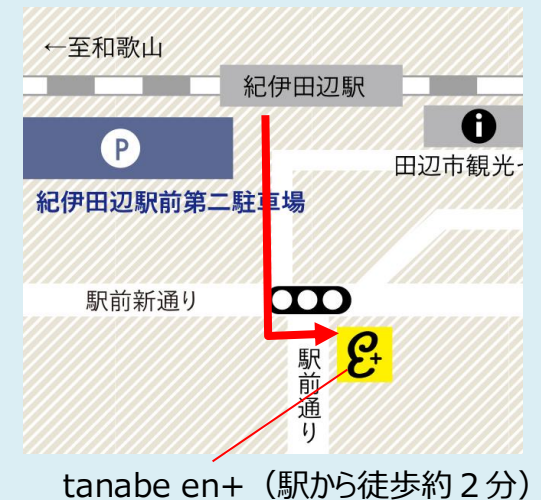 ←至和歌山
紀伊田辺駅
P
i
田辺市観光
紀伊田辺駅前第二駐車場
駅前新通り
駅前通り
E+
tanabe en+（駅から徒歩約２分）